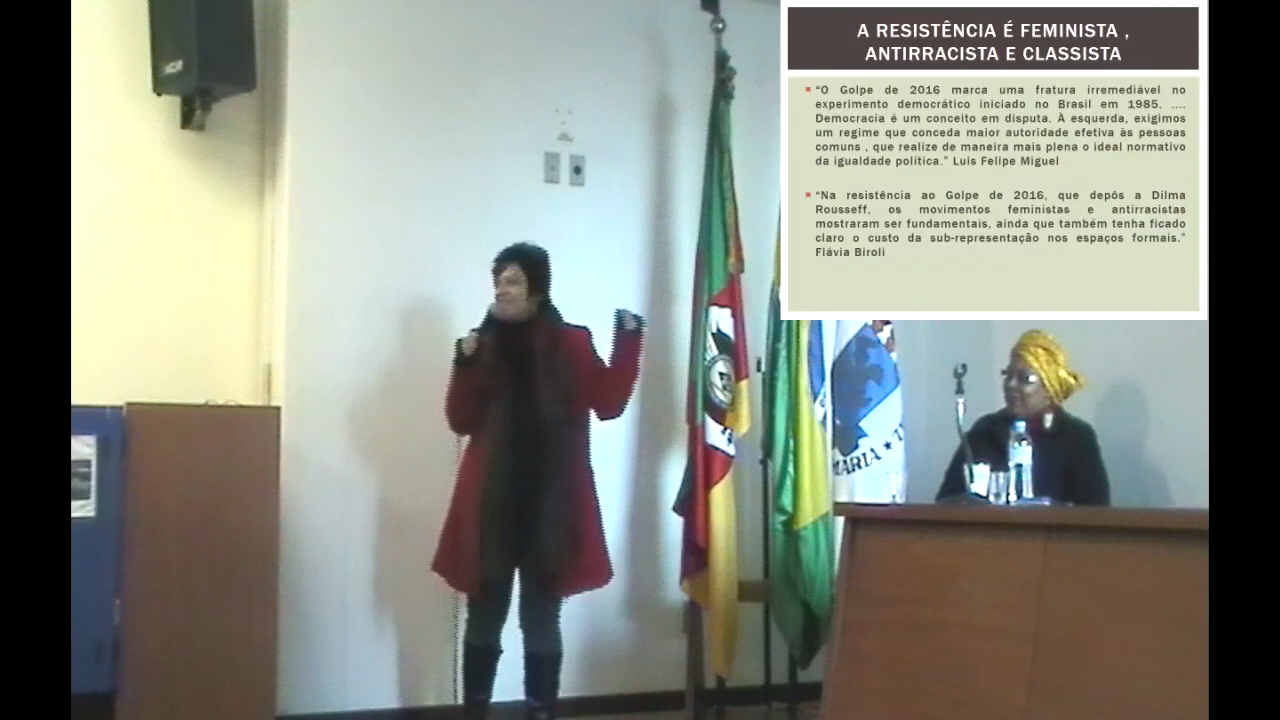 A RESISTÊNCIA É FEMINISTA ,
ANTIRRACISTA E CLASSISTA
“O Golpe de 2016 marca uma fratura irremediável no
experimento democrático iniciado no Brasil em 1985. ....
Democracia é um conceito em disputa. À esquerda, exigimos
um regime que conceda maior autoridade efetiva às pessoas
comuns , que realize de maneira mais plena o ideal normativo
da igualdade política.” Luis Felipe Miguel
“Na resistência ao Golpe de 2016, que depôs a Dilma
Rousseff, os movimentos feministas e antirracistas
mostraram ser fundamentais, ainda que também tenha ficado
claro o custo da sub-representação nos espaços formais.”
Flávia Biroli
MARIA ★